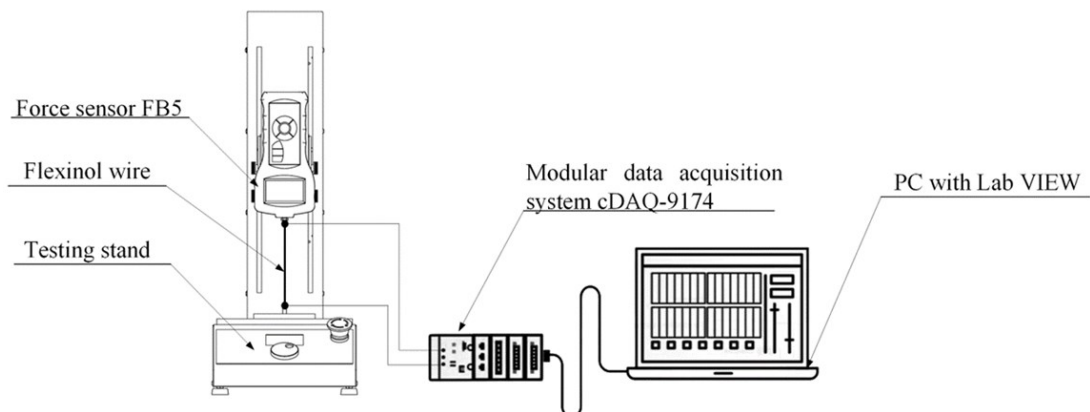 Force sensor FB5
Flexinol wire
Testing stand
Modular data acquisition
system cDAQ-9174
PC with Lab VIEW